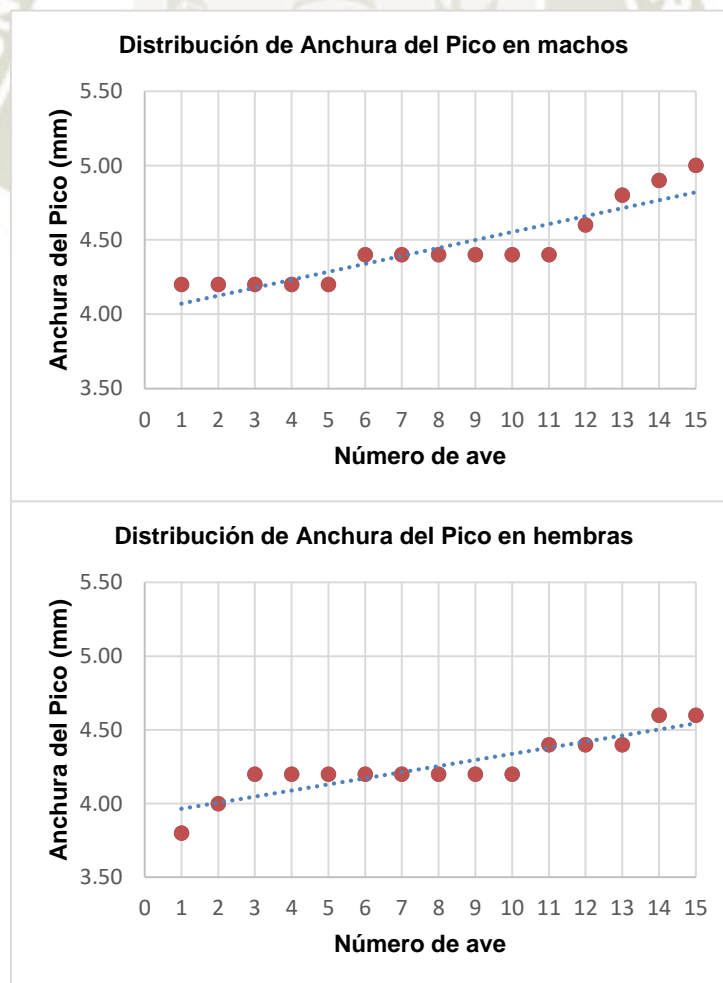 Distribución de Anchura del Pico en machos
Anchura del Pico (mm)
5.50
5.00
4.50
4.00
3.50
0 1 2 3 4 5 6 7 8 9 10 11 12 13 14 15
Número de ave
Distribución de Anchura del Pico en hembras
Anchura del Pico (mm)
5.50
5.00
4.50
4.00
3.50
0 1 2 3 4 5 6 7 8 9 10 11 12 13 14 15
Número de ave